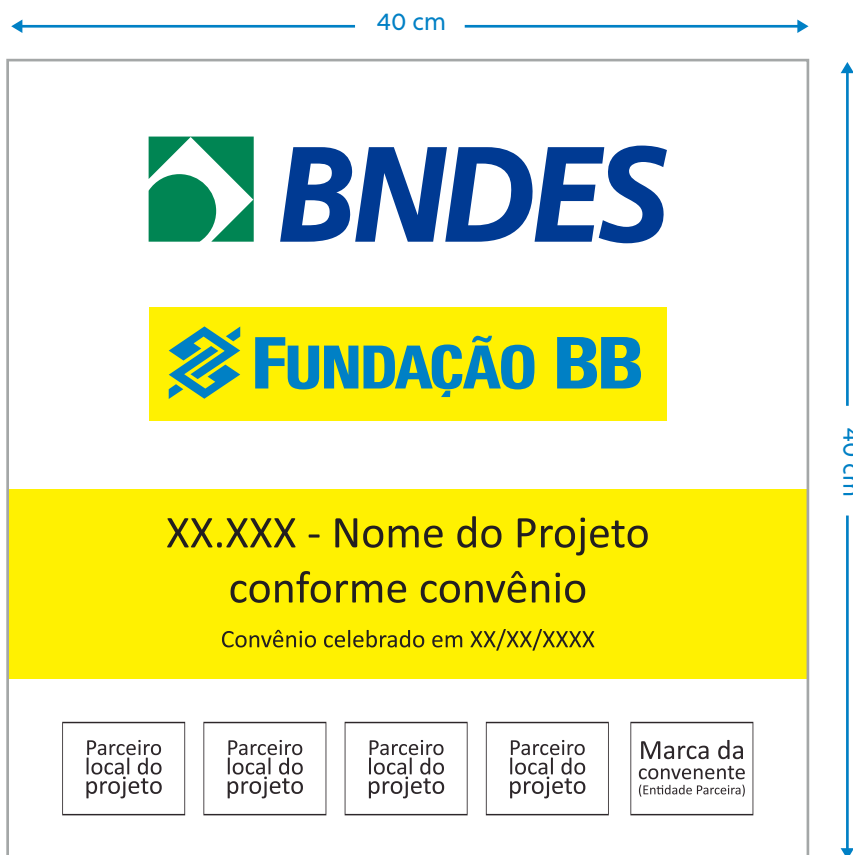 40 cm
BNDES
40 cm
FUNDAÇÃO BB
XX.XXX - Nome do Projeto
conforme convênio
Convênio celebrado em XX/XX/XXXX
Parceiro
local do
projeto
Parceiro
local do
projeto
Parceiro
local do
projeto
Parceiro
local do
projeto
Marca da
convenente
(Entidade Parceira)